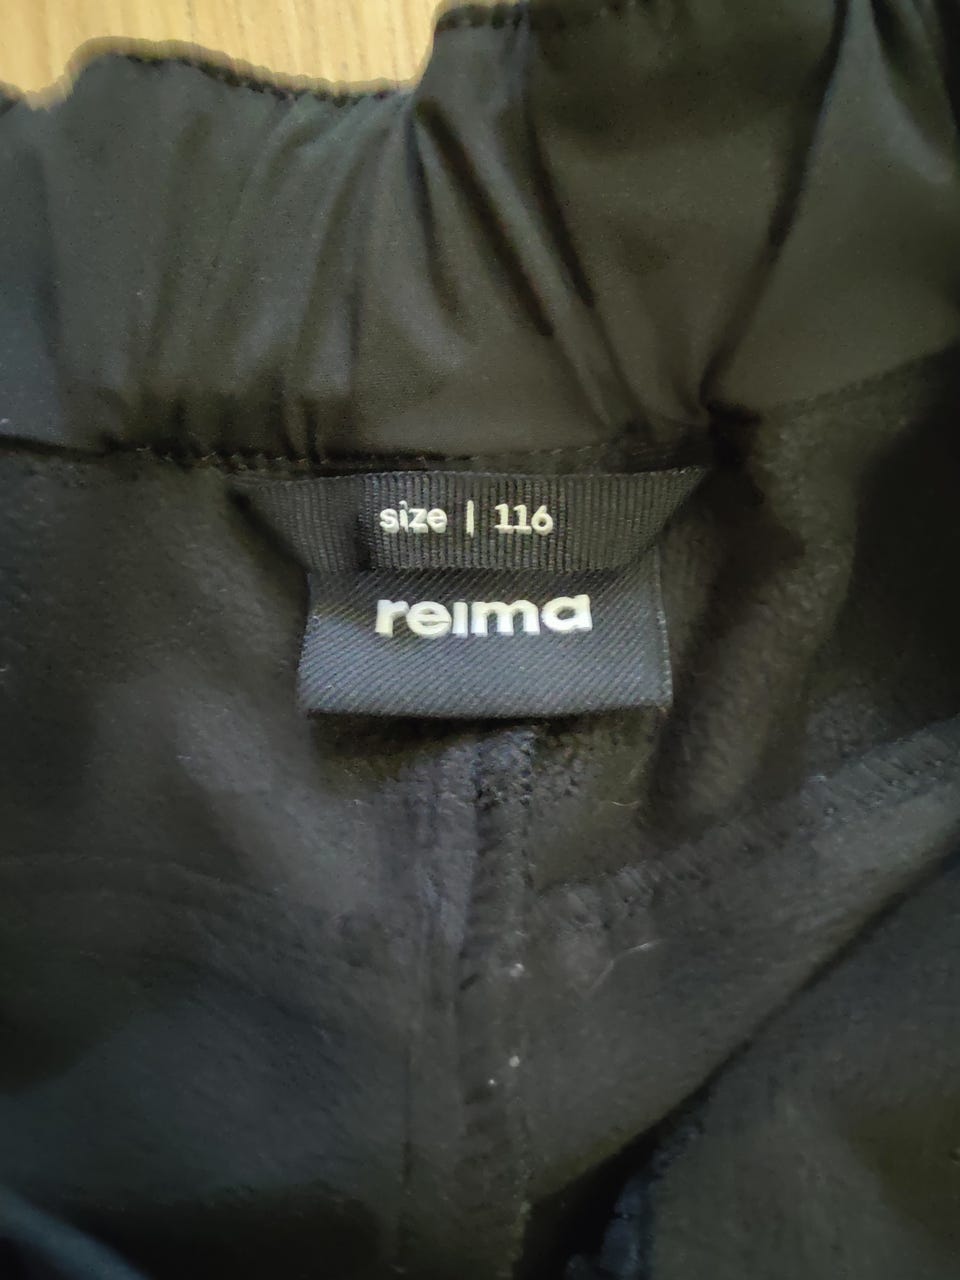 size | 116
reima